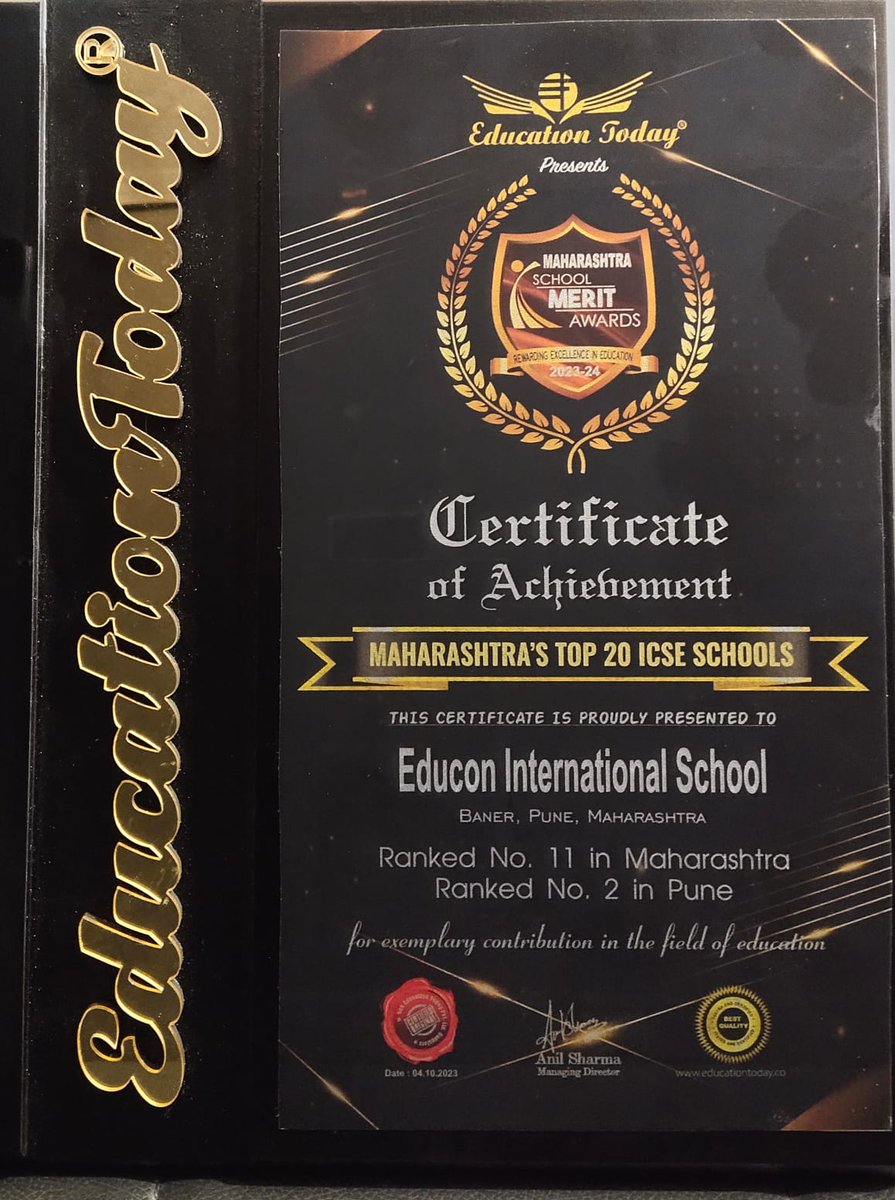 EducationToday®
Education Today®
Presents
MAHARASHTRA
SCHOOL
MERIT
AWARDS
REWARDING EXCELLENCE IN EDUCATION
2023-24
Certificate
of Achievement
MAHARASHTRA'S TOP 20 ICSE SCHOOLS
THIS CERTIFICATE IS PROUDLY PRESENTED TO
Educon International School
Baner, Pune, Maharashtra
Ranked No. 11 in Maharashtra
Ranked No. 2 in Pune
for exemplary contribution in the field of education
BEST
QUALITY
Anil Sharma
Managing Director
Date : 04.10.2023
www.educationtoday.co